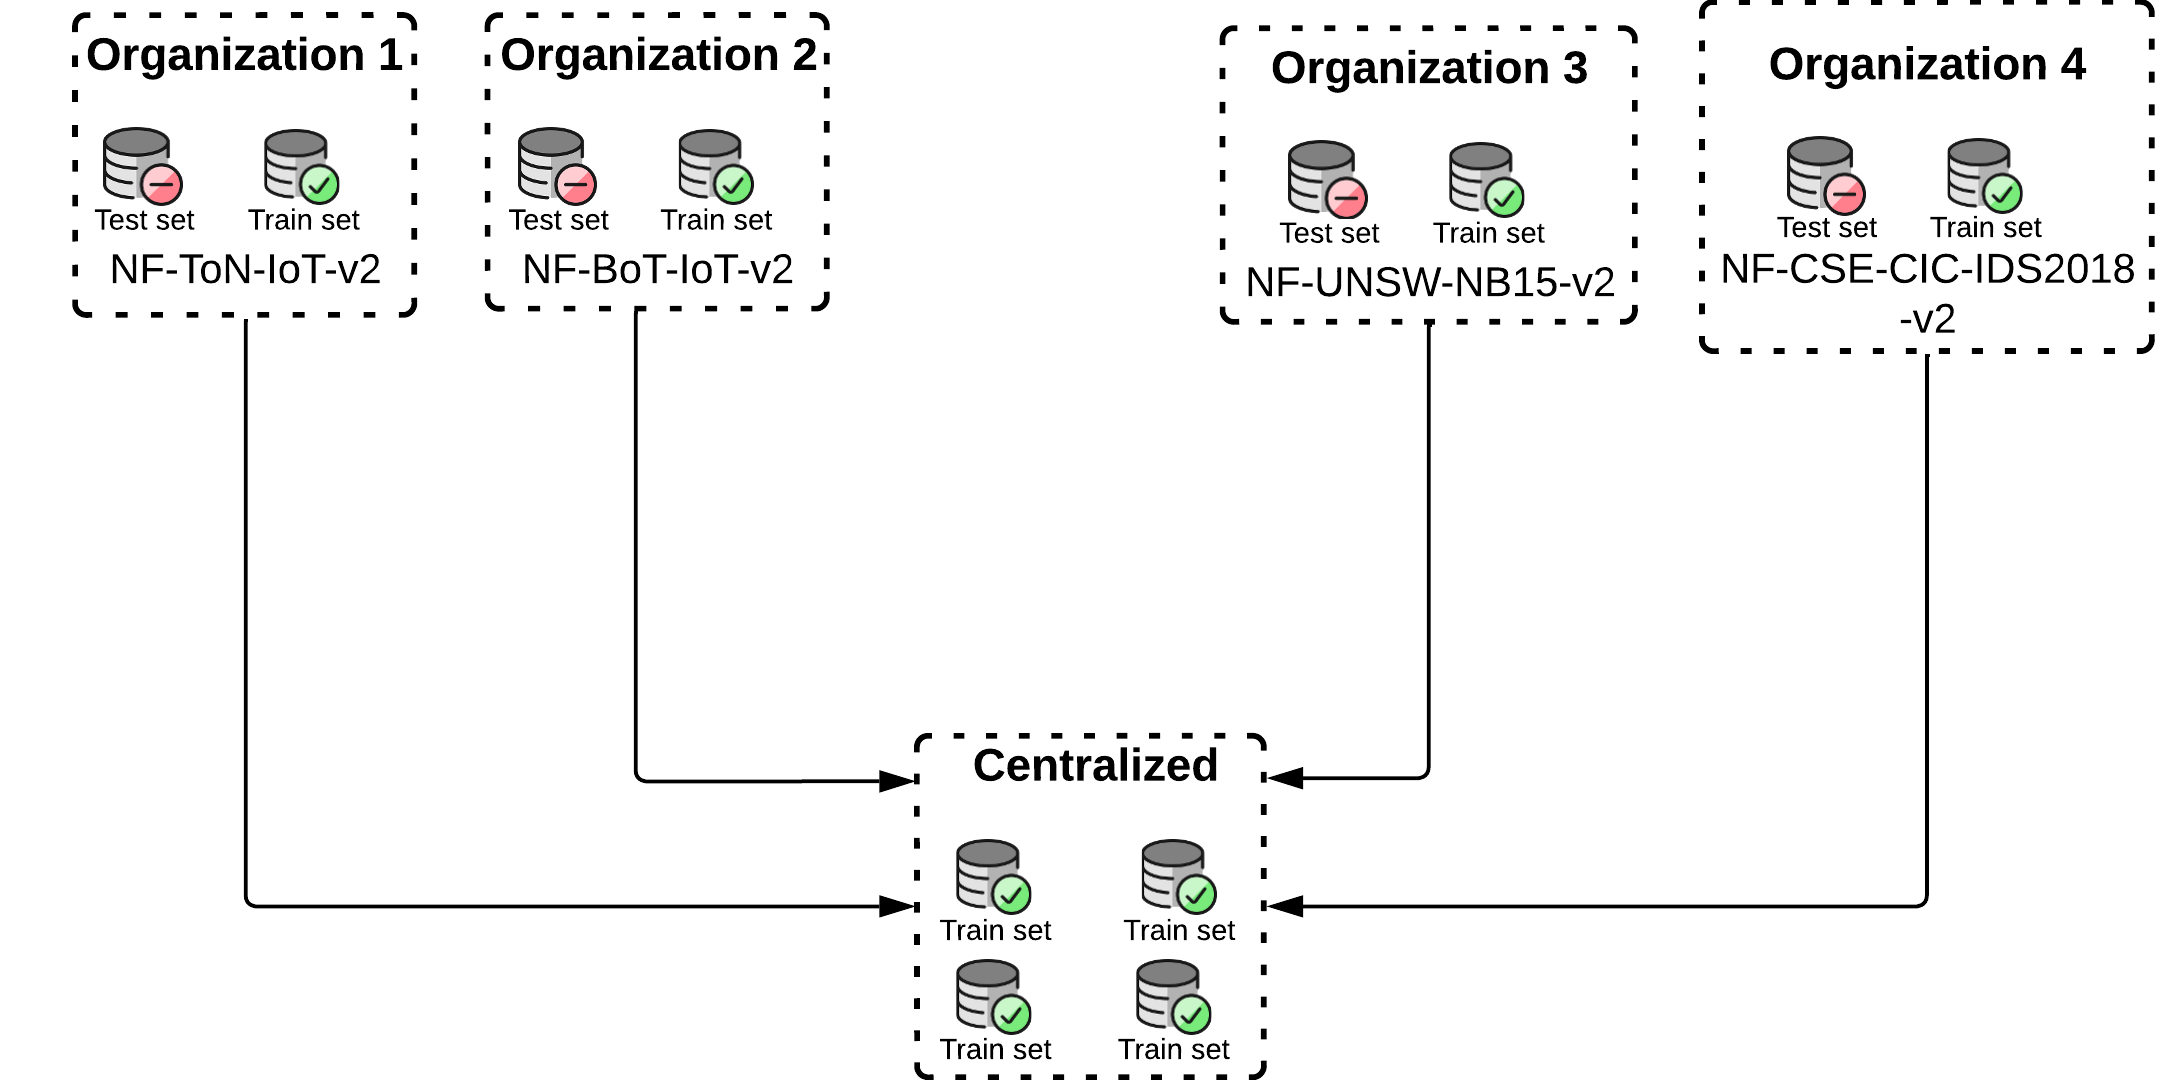 Organization 1
Test set
Train set
NF-ToN-IoT-v2
Organization 2
Test set
Train set
NF-BoT-IoT-v2
Organization 3
Test set
Train set
NF-UNSW-NB15-v2
Organization 4
Test set
Train set
NF-CSE-CIC-IDS2018
-v2
Centralized
Train set
Train set
Train set
Train set